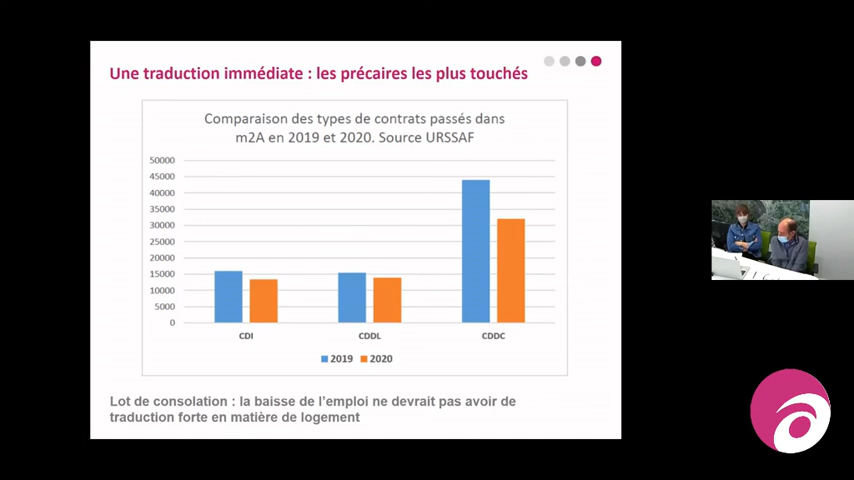 Une traduction immédiate : les précaires les plus touchés
Comparaison des types de contrats passés dans
m2A en 2019 et 2020. Source URSSAF
50000
45000
40000
35000
30000
25000
20000
15000
10000
5000
0
CDI
CDDL
CDDC
2019
2020
Lot de consolation : la baisse de l'emploi ne devrait pas avoir de
traduction forte en matière de logement